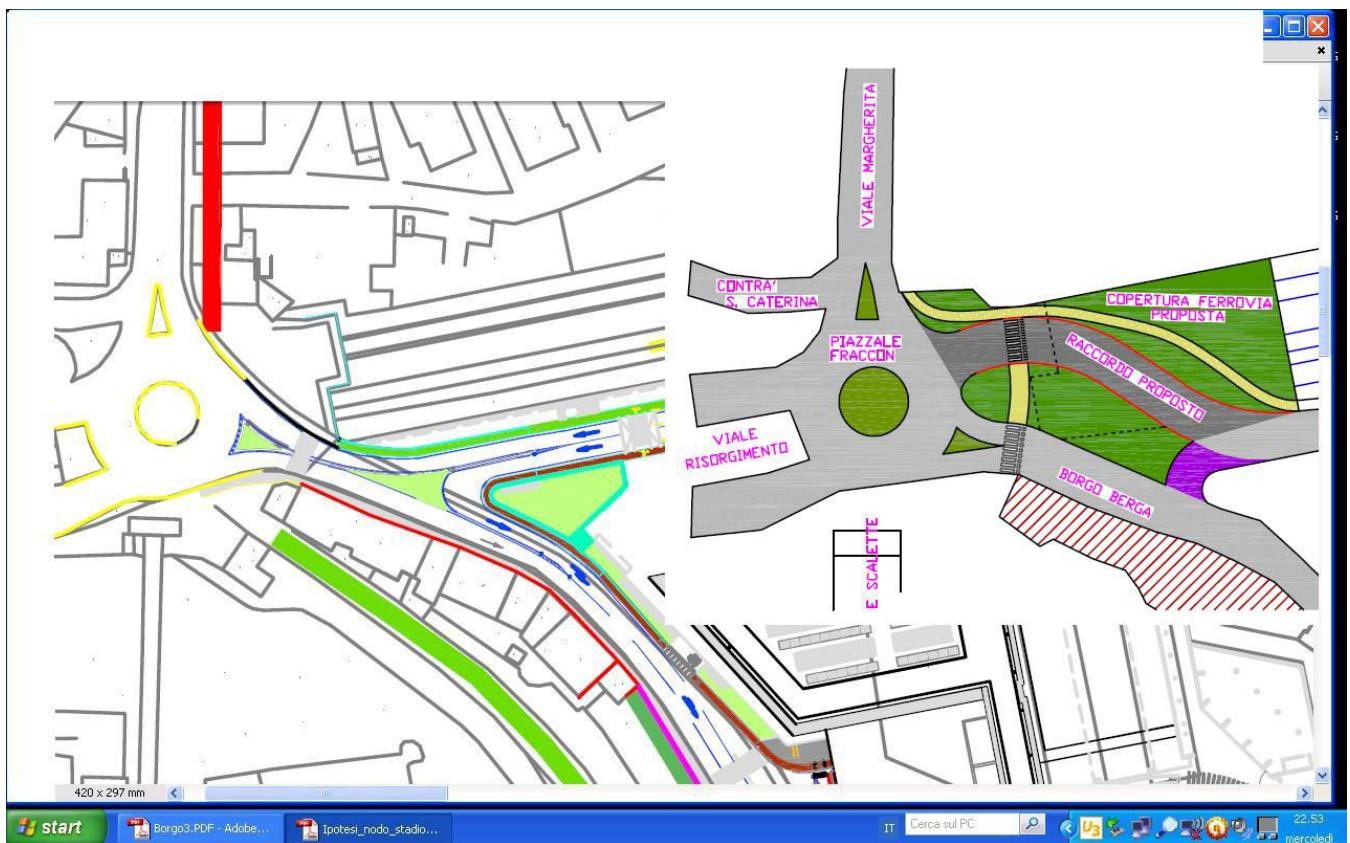 VIALE MARGHERITA
CONTRA'
S. CATERINA
COPERTURA FERROVIA
PROPOSTA
PIAZZALE
FRACCON
RACCORDO PROPOSTO
VIALE
RISORGIMENTO
BORGO BERGA
E SCALETTE
420 x 297 mm
start
Borgo3.PDF - Adobe...
Ipotesi_nodo_stadio...
IT
Cerca sul PC
U3
22.53
mercoledì